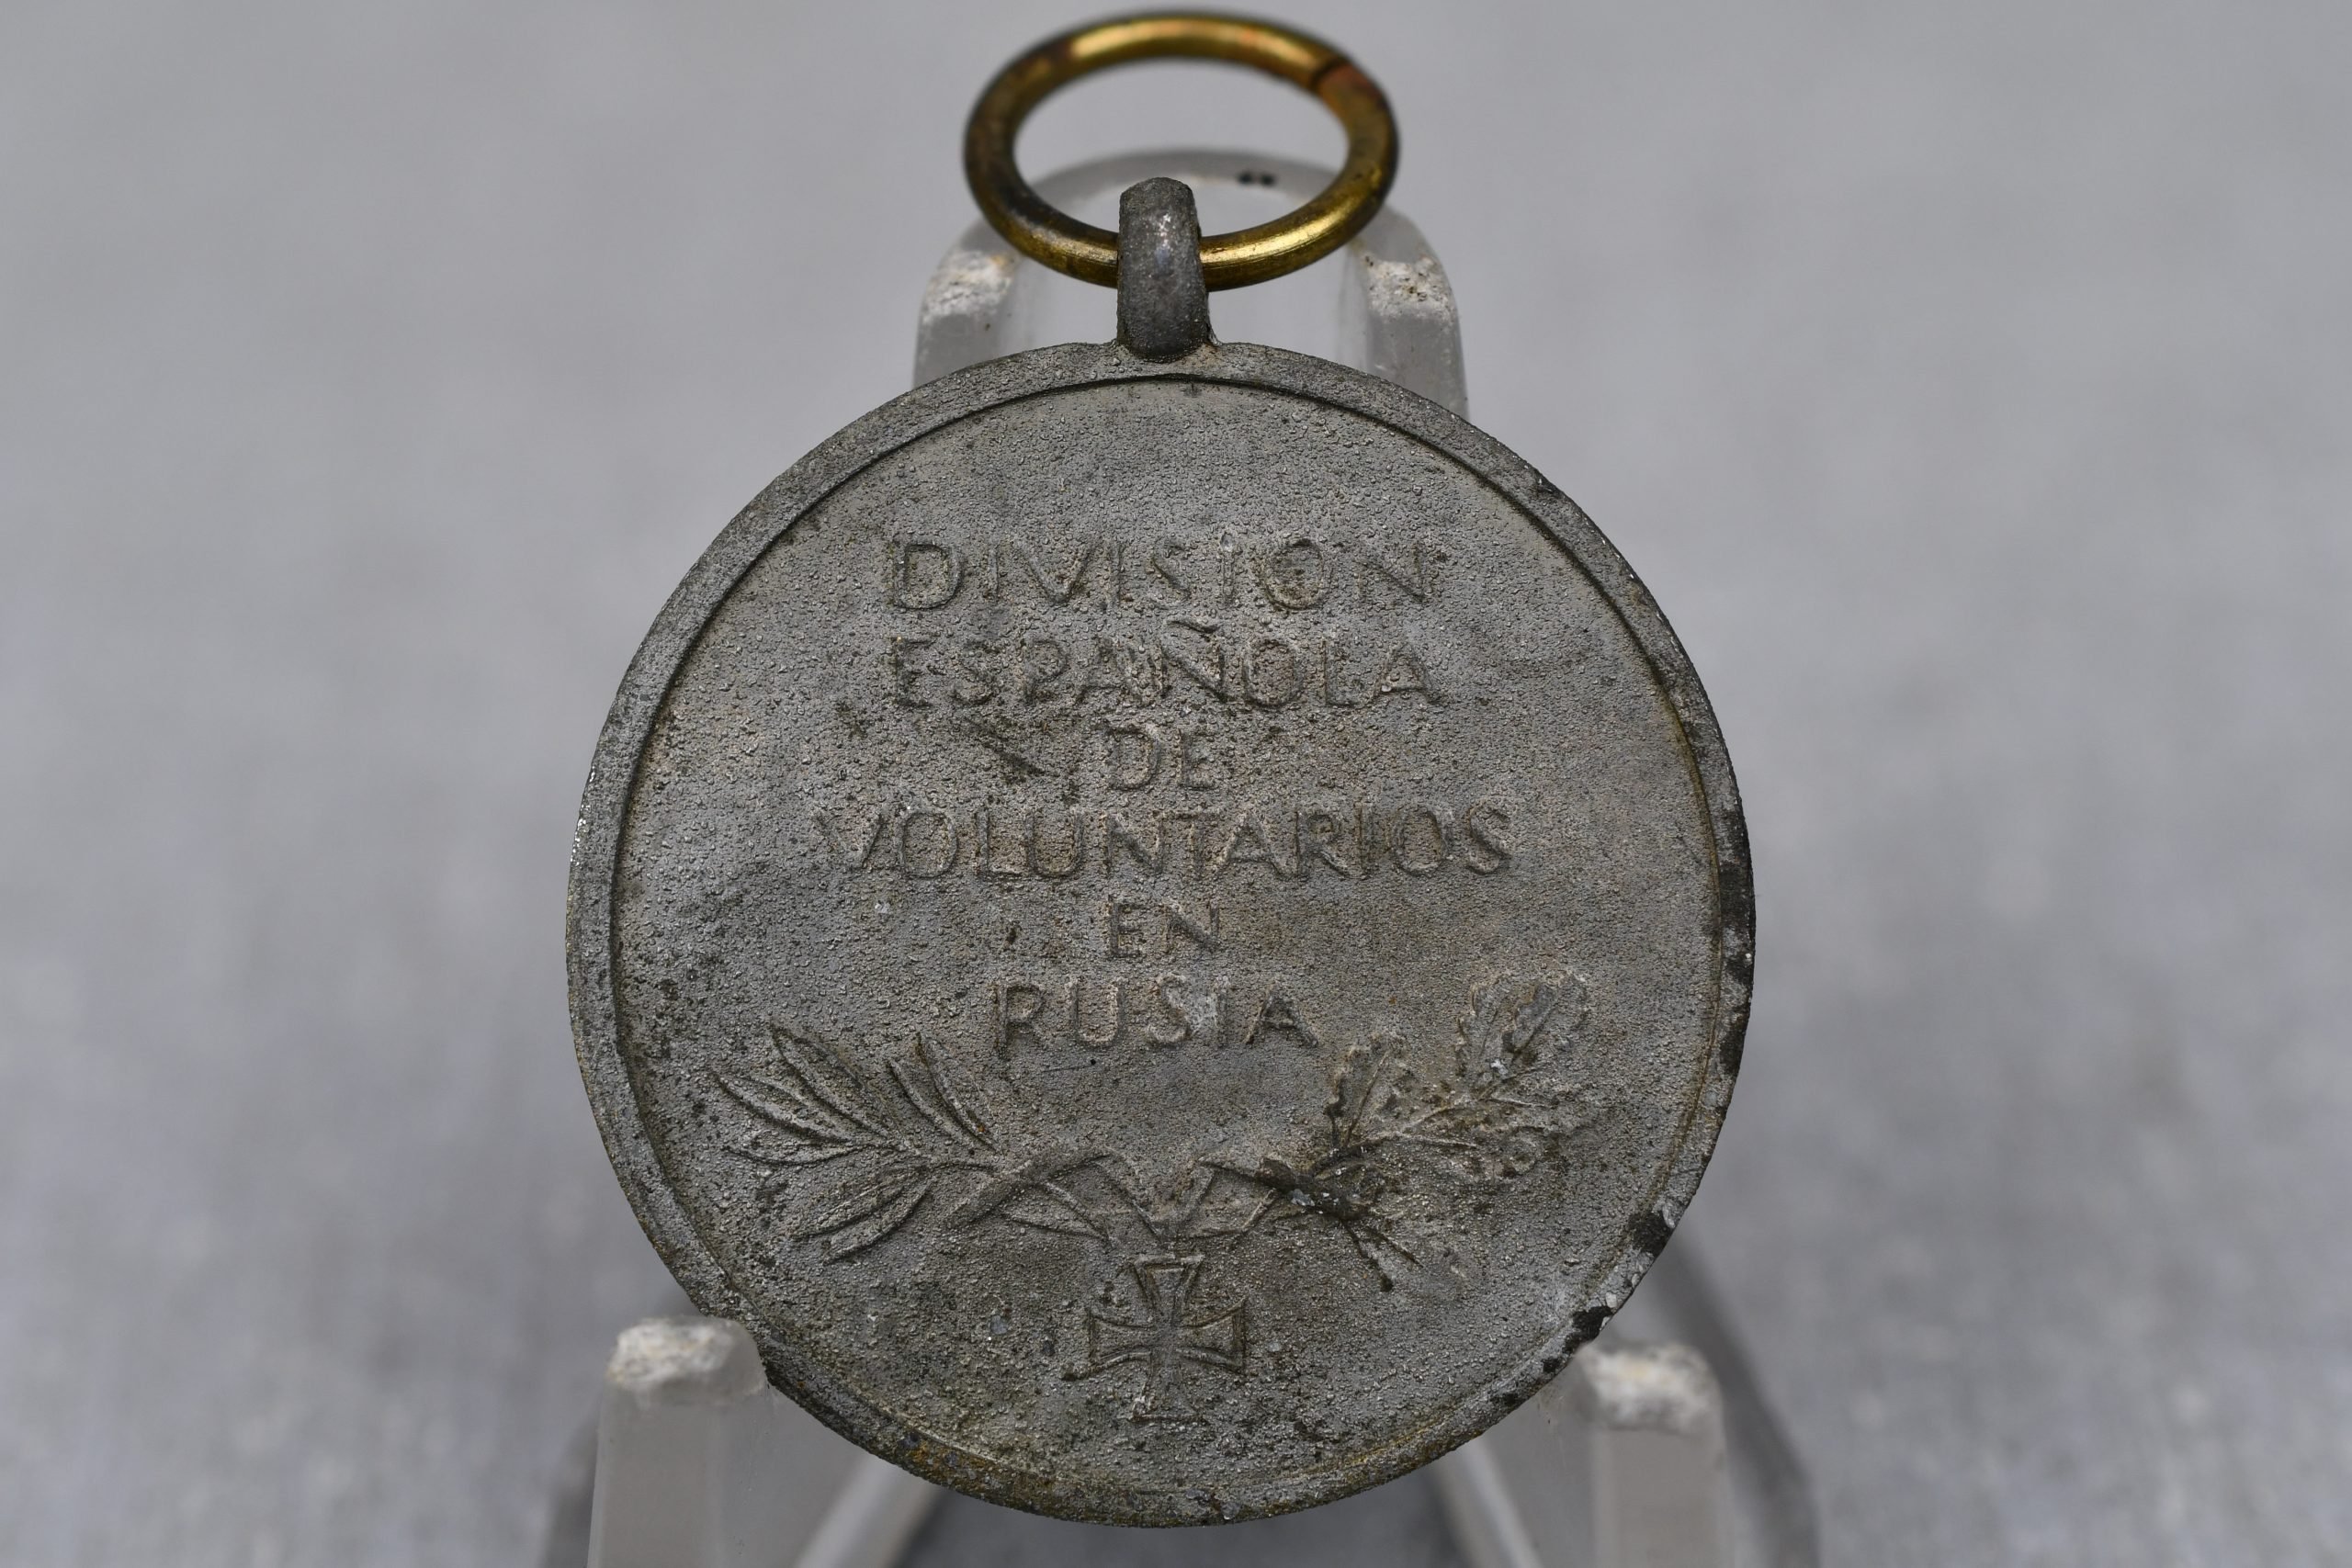 DIVISION
ESPAÑOLA
DE
VOLUNTARIOS
EN
RUSIA